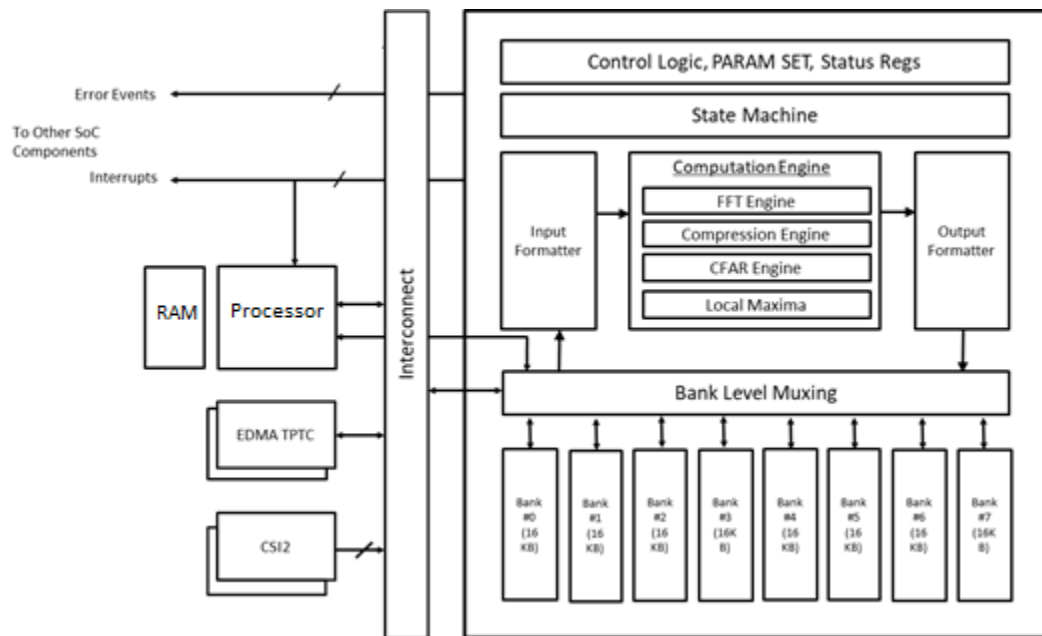 Control Logic, PARAM SET, Status Regs
Error Events
State Machine
To Other SoC
Components
Interrupts
Computation Engine
FFT Engine
Compression Engine
CFAR Engine
Local Maxima
Input
Formatter
Output
Formatter
RAM
Processor
Interconnect
Bank Level Muxing
EDMA TPTC
CSI2
Bank
#0
(16
KB)
Bank
#1
(16
KB)
Bank
#2
(16
KB)
Bank
#3
(16K
B)
Bank
#4
(16
KB)
Bank
#5
(16
KB)
Bank
#6
(16
KB)
Bank
#7
(16K
B)